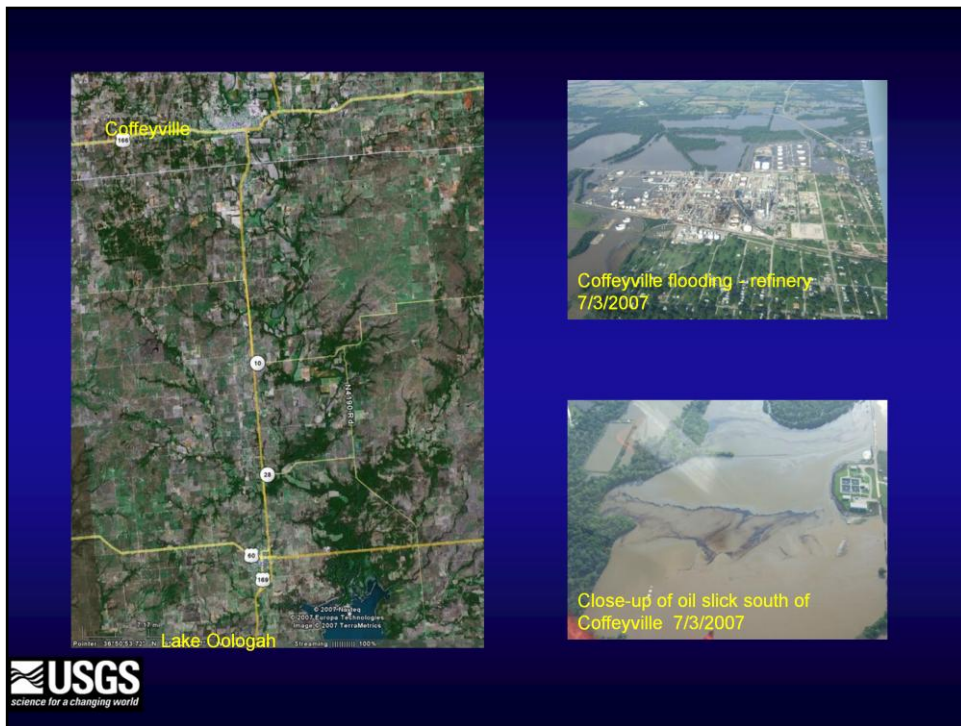 Coffeyville
166
10
N4190 Rd
28
60
169
© 2007 Navteq
© 2007 Europa Technologies
Image © 2007 TerraMetrics
Streaming |||||||||| 100%
Lake Oologah
Coffeyville flooding – refinery
7/3/2007
Close-up of oil slick south of
Coffeyville 7/3/2007
USGS
science for a changing world